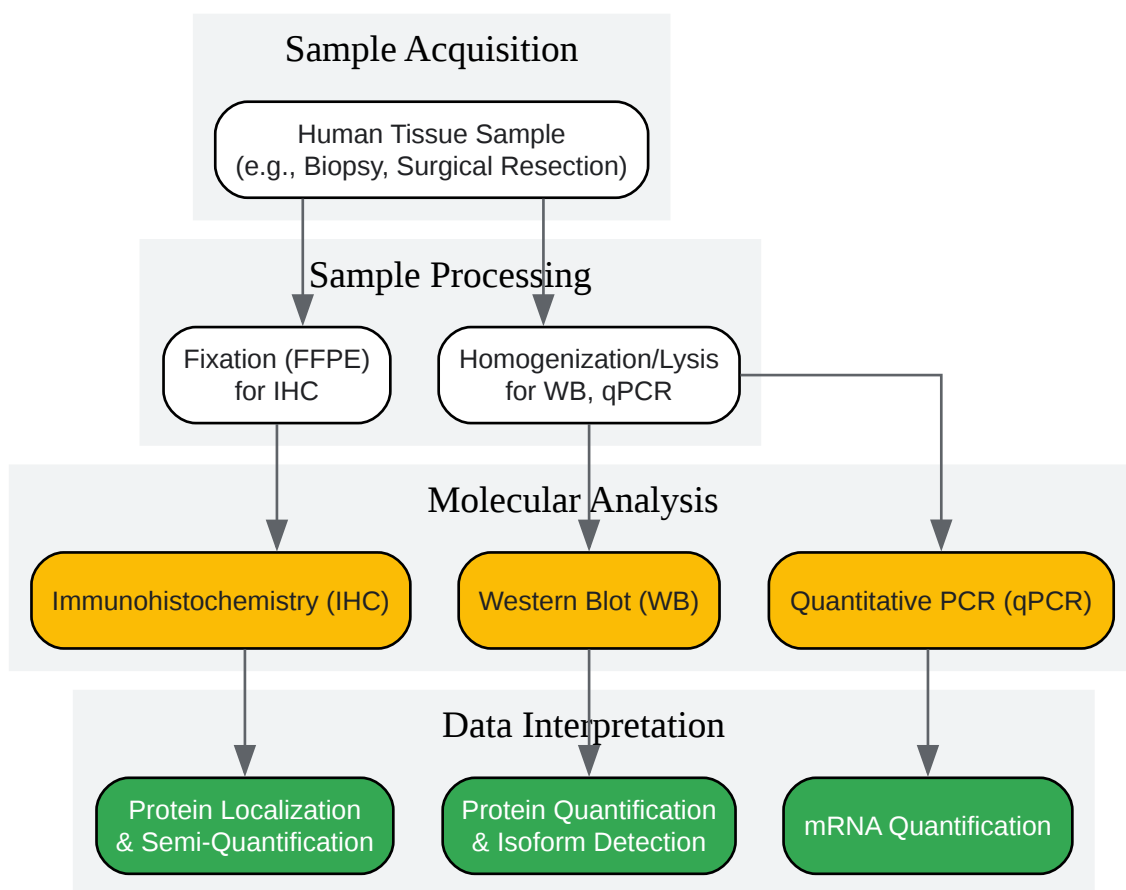 Sample Acquisition
Human Tissue Sample
(e.g., Biopsy, Surgical Resection)
Sample Processing
Fixation (FFPE)
for IHC
Homogenization/Lysis
for WB, qPCR
Molecular Analysis
Immunohistochemistry (IHC)
Western Blot (WB)
Quantitative PCR (qPCR)
Data Interpretation
Protein Localization
& Semi-Quantification
Protein Quantification
& Isoform Detection
mRNA Quantification